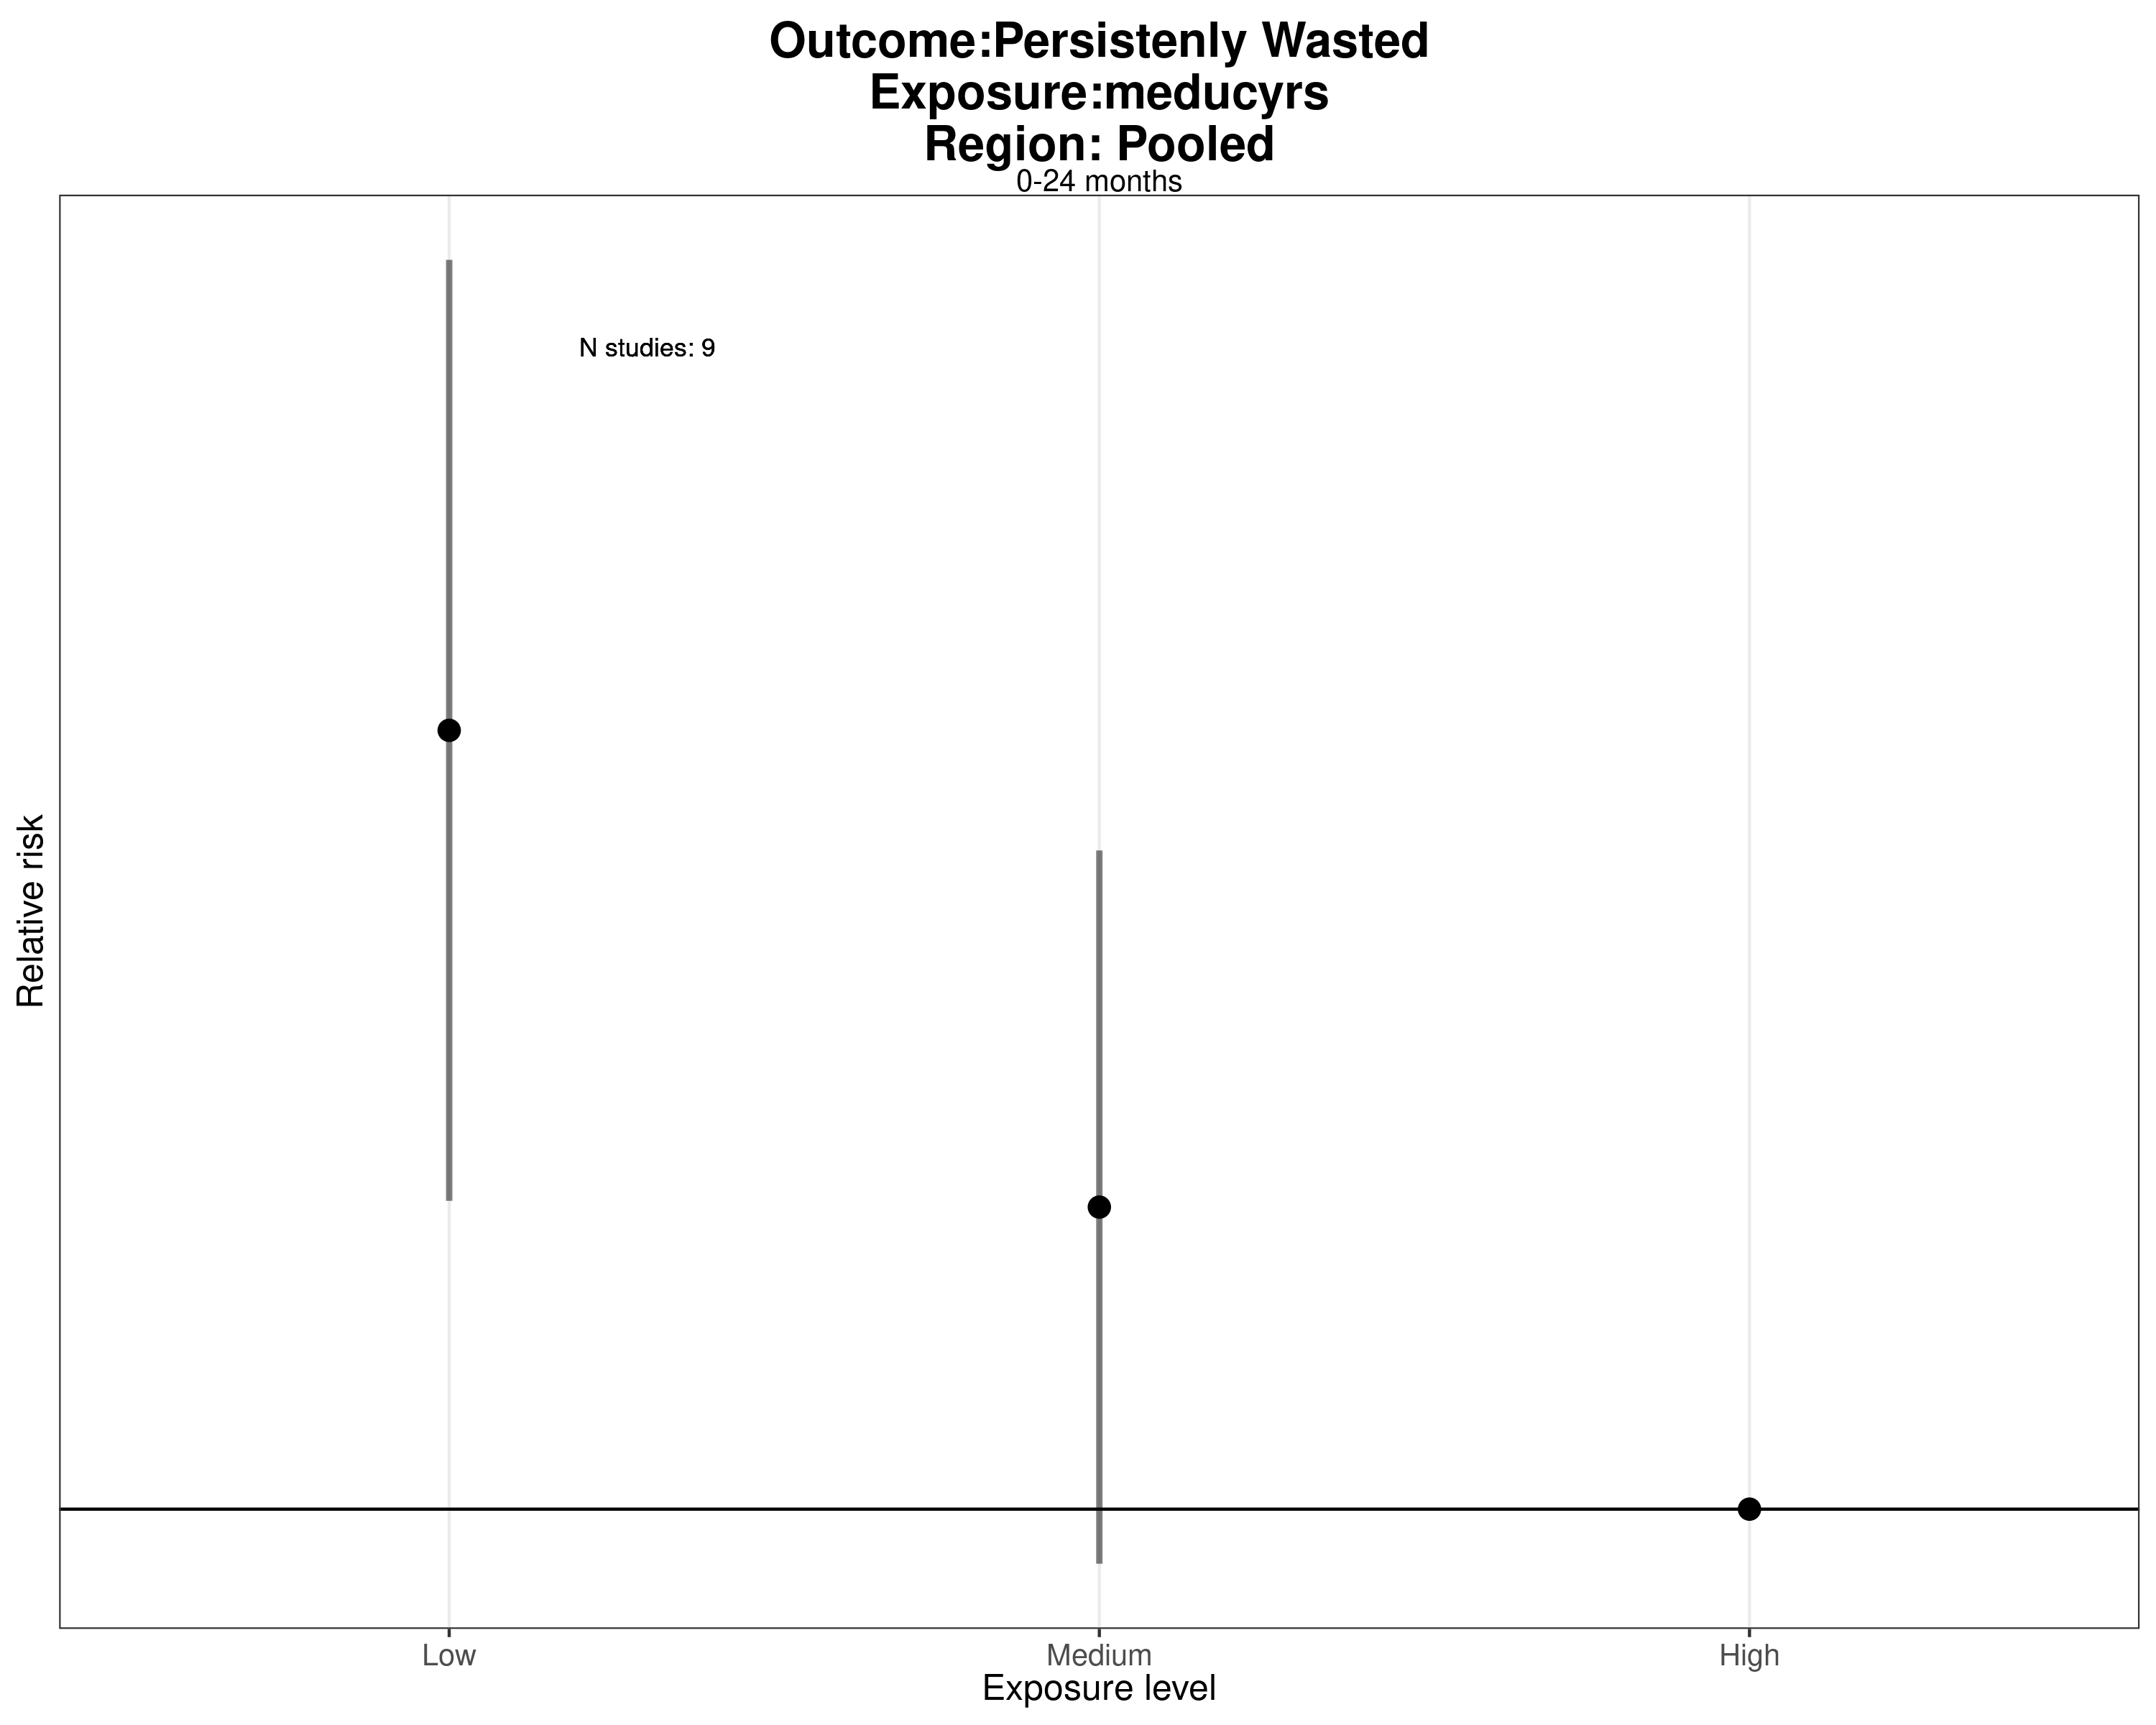 Outcome:Persistenly Wasted
Exposure:meducyrs
Region: Pooled
0-24 months
N studies: 9
Relative risk
Low
Medium
High
Exposure level